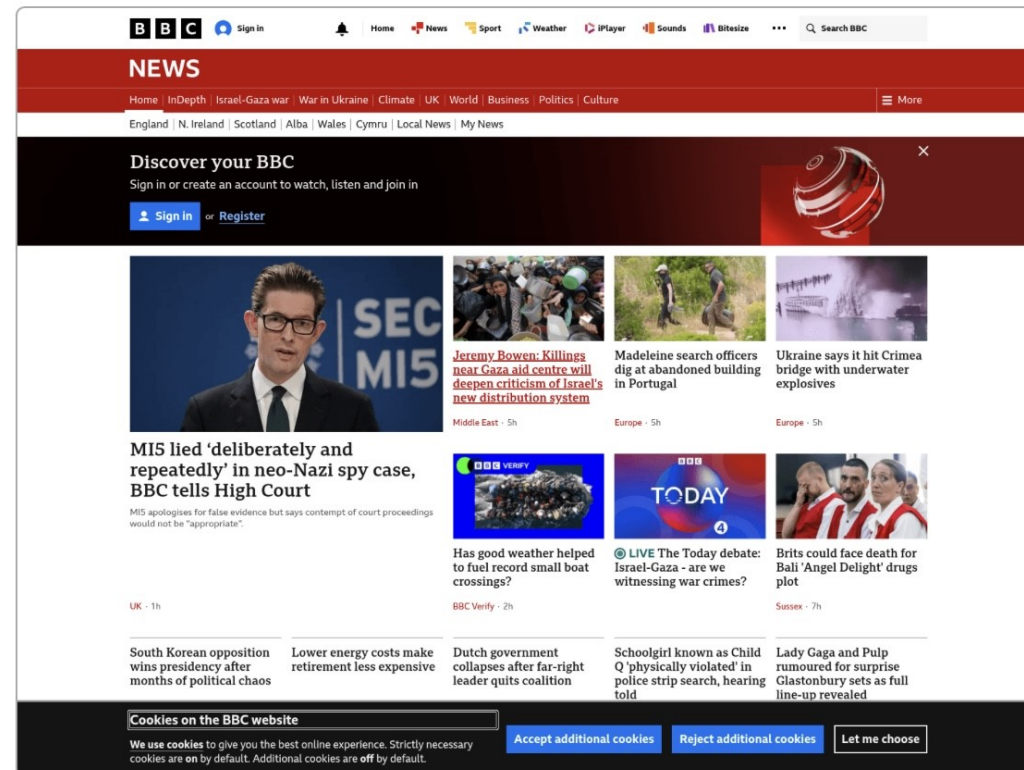 BBC
Sign in
Home
News
Sport
Weather
iPlayer
Sounds
Bitesize
Search BBC
NEWS
Home
InDepth
Israel-Gaza war
War in Ukraine
Climate
UK
World
Business
Politics
Culture
More
England
N. Ireland
Scotland
Alba
Wales
Cymru
Local News
My News
Discover your BBC
Sign in or create an account to watch, listen and join in
Sign in
or
Register
SEC
MI5
MI5 lied ‘deliberately and
repeatedly’ in neo-Nazi spy case,
BBC tells High Court
MI5 apologises for false evidence but says contempt of court proceedings
would not be "appropriate".
UK · 1h
Jeremy Bowen: Killings
near Gaza aid centre will
deepen criticism of Israel's
new distribution system
Middle East · 5h
Madeleine search officers
dig at abandoned building
in Portugal
Europe · 5h
Ukraine says it hit Crimea
bridge with underwater
explosives
Europe · 5h
BBC VERIFY
Has good weather helped
to fuel record small boat
crossings?
BBC Verify · 2h
BBC
TODAY
4
LIVE The Today debate:
Israel-Gaza - are we
witnessing war crimes?
Brits could face death for
Bali 'Angel Delight' drugs
plot
Sussex · 7h
South Korean opposition
wins presidency after
months of political chaos
Lower energy costs make
retirement less expensive
Dutch government
collapses after far-right
leader quits coalition
Schoolgirl known as Child
Q 'physically violated' in
police strip search, hearing
told
Lady Gaga and Pulp
rumoured for surprise
Glastonbury sets as full
line-up revealed
Cookies on the BBC website
We use cookies to give you the best online experience. Strictly necessary
cookies are on by default. Additional cookies are off by default.
Accept additional cookies
Reject additional cookies
Let me choose